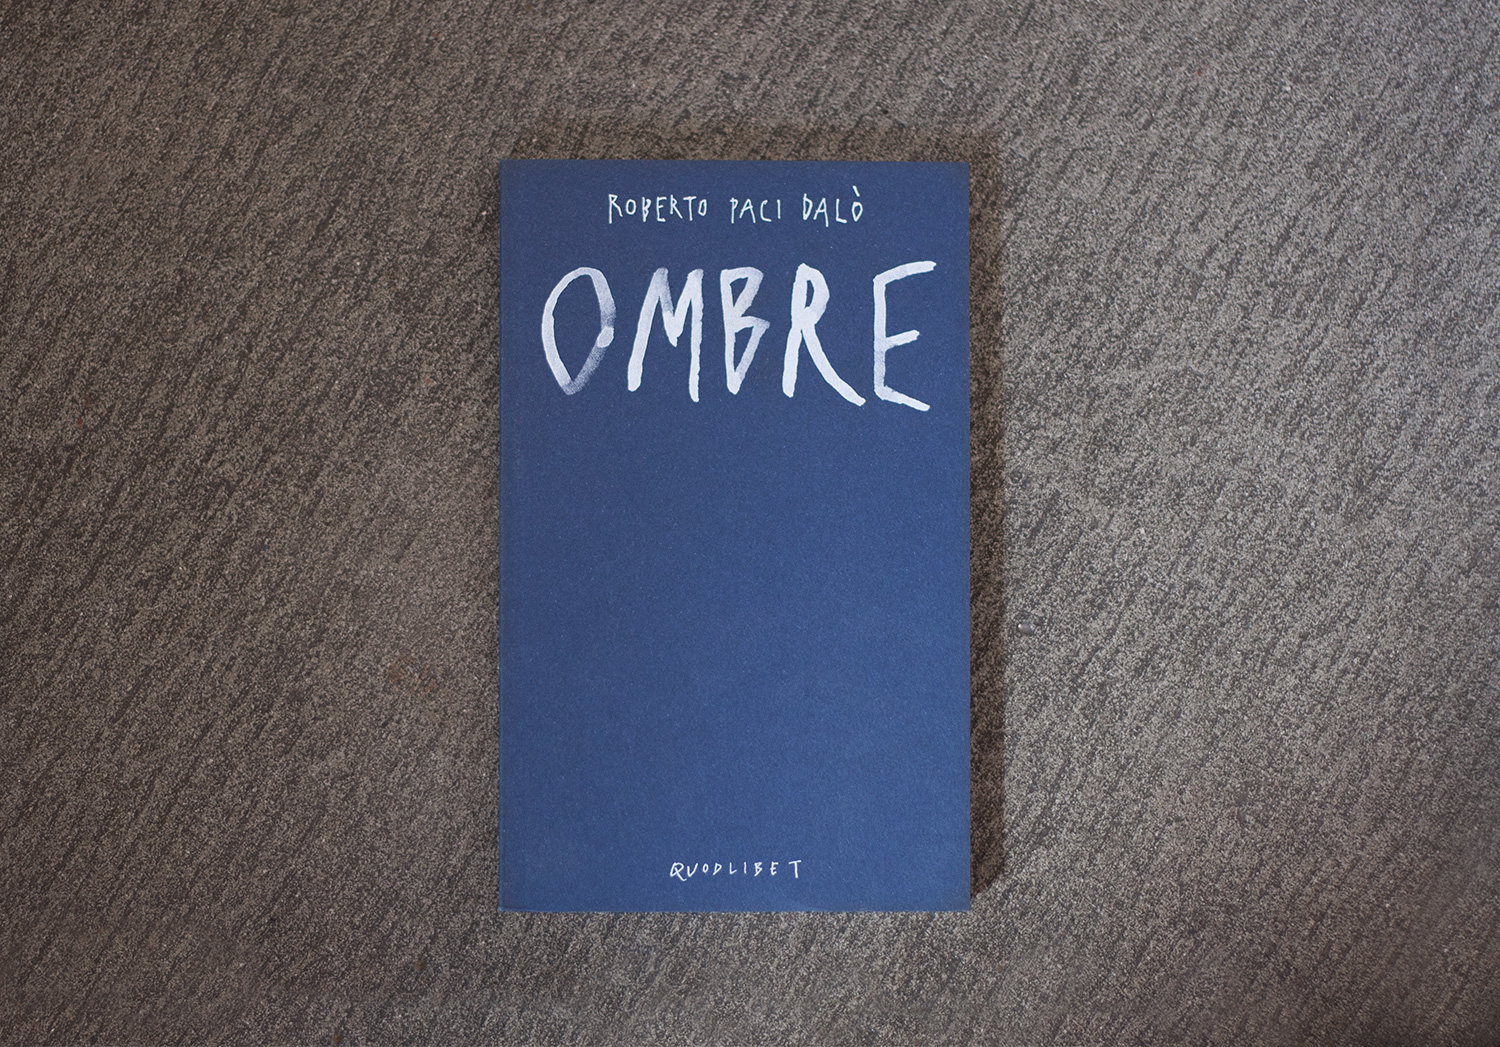 ROBERTO PACI DALÒ
OMBRE
QUODLIBET